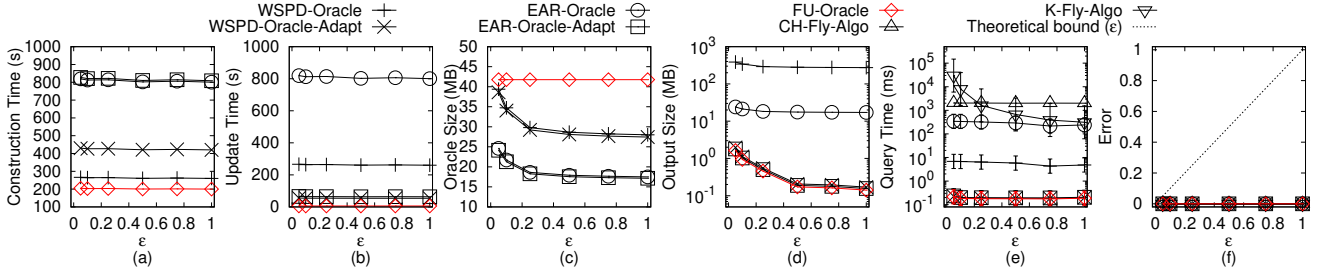 WSPD-Oracle
WSPD-Oracle-Adapt
EAR-Oracle
EAR-Oracle-Adapt
FU-Oracle
CH-Fly-Algo
K-Fly-Algo
Theoretical bound (ε)
Construction Time (s)
1000
900
800
700
600
500
400
300
200
100
0 0.2 0.4 0.6 0.8 1
ε
(a)
Update Time (s)
1000
800
600
400
200
0
0 0.2 0.4 0.6 0.8 1
ε
(b)
Oracle Size (MB)
50
45
40
35
30
25
20
15
10
0 0.2 0.4 0.6 0.8 1
ε
(c)
Output Size (MB)
10³
10²
10¹
10⁰
10⁻¹
0 0.2 0.4 0.6 0.8 1
ε
(d)
Query Time (ms)
10⁵
10⁴
10³
10²
10¹
10⁰
10⁻¹
0 0.2 0.4 0.6 0.8 1
ε
(e)
Error
1
0.8
0.6
0.4
0.2
0
0 0.2 0.4 0.6 0.8 1
ε
(f)